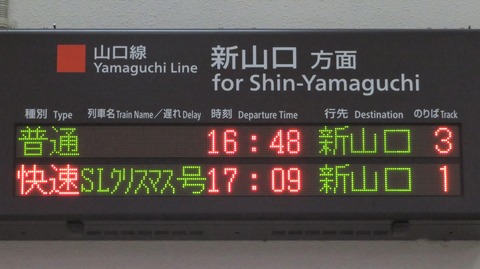 山口線 新山口 方面
Yamaguchi Line for Shin-Yamaguchi
種別 Type 列車名 Train Name／遅れ Delay 時刻 Departure Time 行先 Destination のりば Track
普通 16:48 新山口 3
快速 SLクリスマス号 17:09 新山口 1